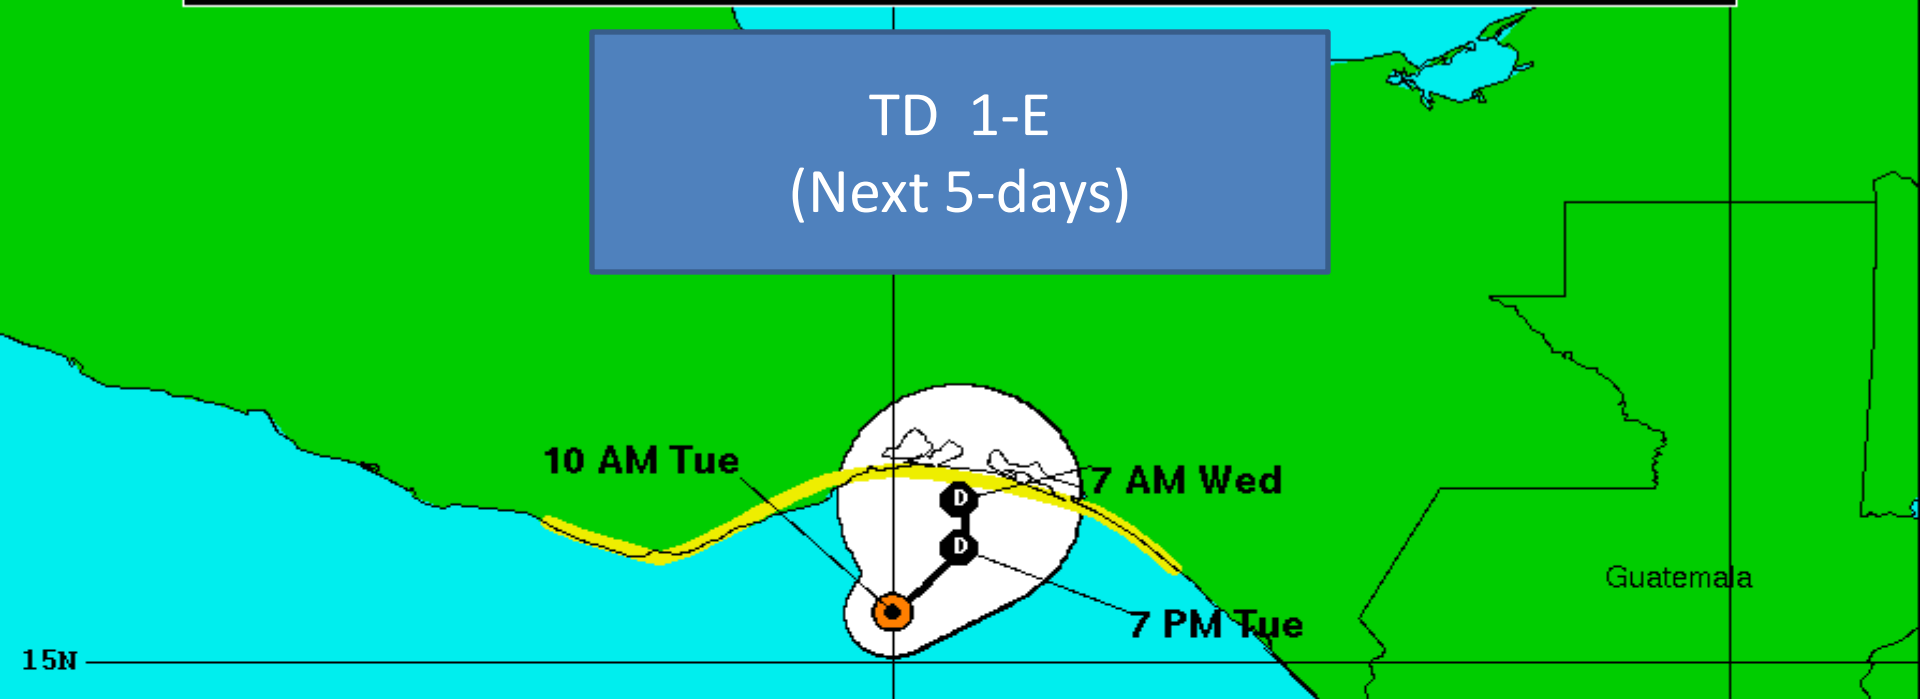 TD 1-E
(Next 5-days)
10 AM Tue
7 AM Wed
D
D
Guatemala
7 PM Tue
15N